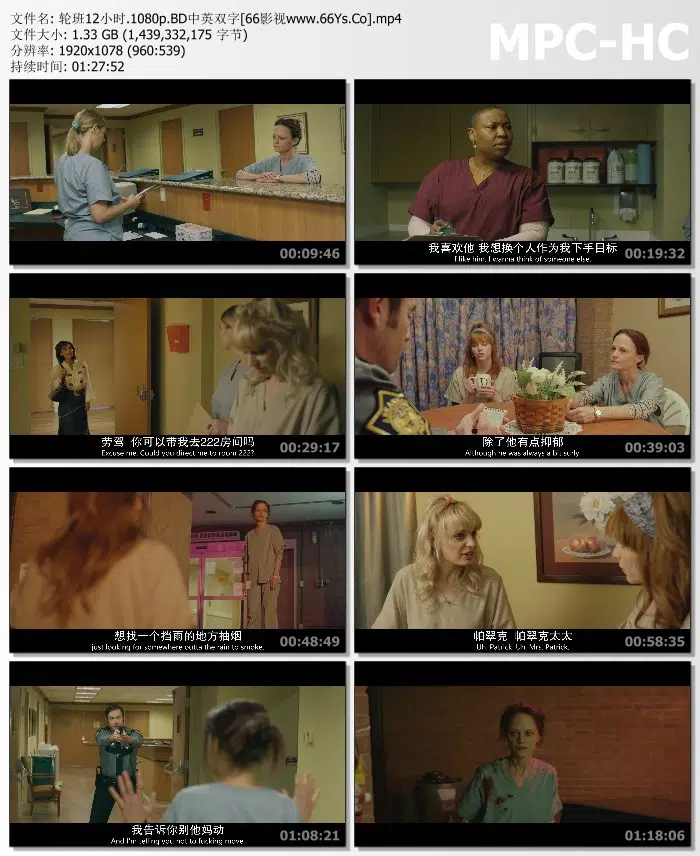 文件名: 轮班12小时.1080p.BD中英双字[66影视www.66Ys.Co].mp4
文件大小: 1.33 GB (1,439,332,175 字节)
分辨率: 1920x1078 (960:539)
持续时间: 01:27:52
MPC-HC
00:09:46
我喜欢他 我想换个人作为我下手目标
I like him. I wanna think of someone else.
00:19:32
劳驾 你可以带我去222房间吗
Excuse me. Could you direct me to room 222?
00:29:17
除了他有点抑郁
Although he was always a bit surly
00:39:03
想找一个挡雨的地方抽烟
just looking for somewhere outta the rain to smoke.
00:48:49
帕翠克 帕翠克太太
Uh, Patrick. Uh, Mrs. Patrick.
00:58:35
我告诉你别他妈动
And I'm telling you not to fucking move.
01:08:21
01:18:06